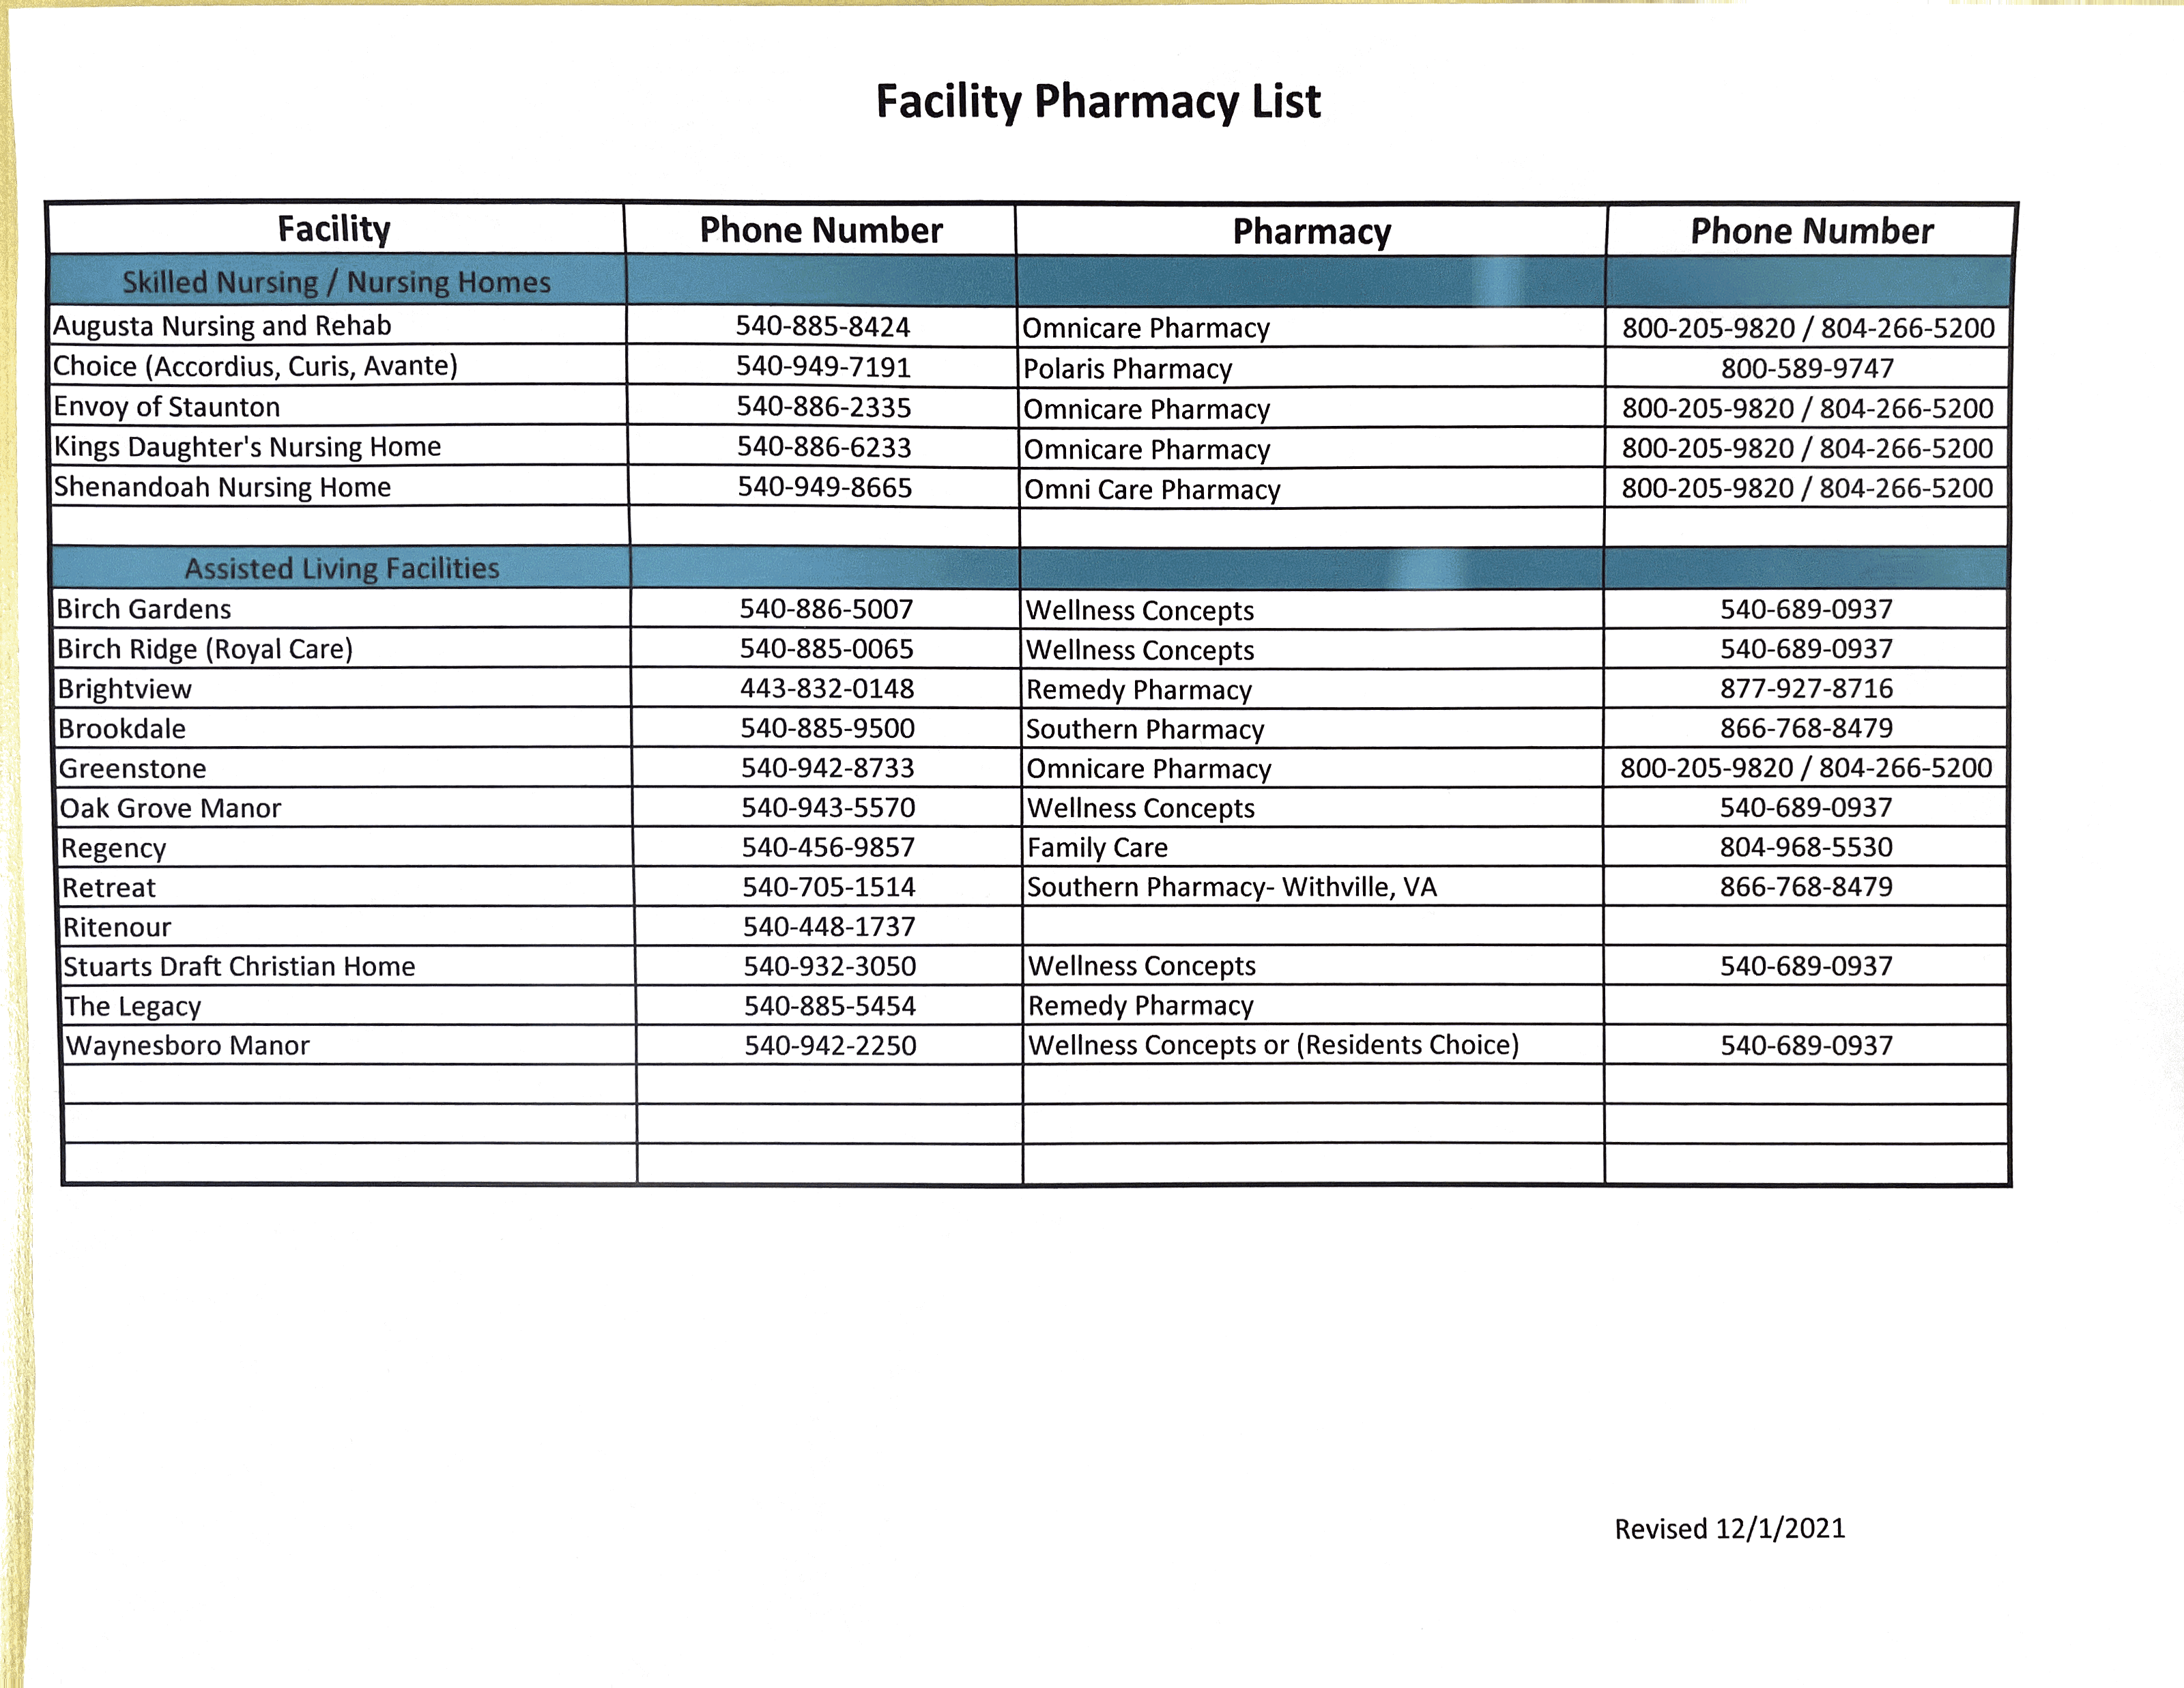 Facility Pharmacy List
Facility Phone Number Pharmacy Phone Number
Skilled Nursing / Nursing Homes
Augusta Nursing and Rehab 540-885-8424 Omnicare Pharmacy 800-205-9820 / 804-266-5200
Choice (Accordius, Curis, Avante) 540-949-7191 Polaris Pharmacy 800-589-9747
Envoy of Staunton 540-886-2335 Omnicare Pharmacy 800-205-9820 / 804-266-5200
Kings Daughter's Nursing Home 540-886-6233 Omnicare Pharmacy 800-205-9820 / 804-266-5200
Shenandoah Nursing Home 540-949-8665 Omni Care Pharmacy 800-205-9820 / 804-266-5200
Assisted Living Facilities
Birch Gardens 540-886-5007 Wellness Concepts 540-689-0937
Birch Ridge (Royal Care) 540-885-0065 Wellness Concepts 540-689-0937
Brightview 443-832-0148 Remedy Pharmacy 877-927-8716
Brookdale 540-885-9500 Southern Pharmacy 866-768-8479
Greenstone 540-942-8733 Omnicare Pharmacy 800-205-9820 / 804-266-5200
Oak Grove Manor 540-943-5570 Wellness Concepts 540-689-0937
Regency 540-456-9857 Family Care 804-968-5530
Retreat 540-705-1514 Southern Pharmacy- Withville, VA 866-768-8479
Ritenour 540-448-1737
Stuarts Draft Christian Home 540-932-3050 Wellness Concepts 540-689-0937
The Legacy 540-885-5454 Remedy Pharmacy
Waynesboro Manor 540-942-2250 Wellness Concepts or (Residents Choice) 540-689-0937
Revised 12/1/2021